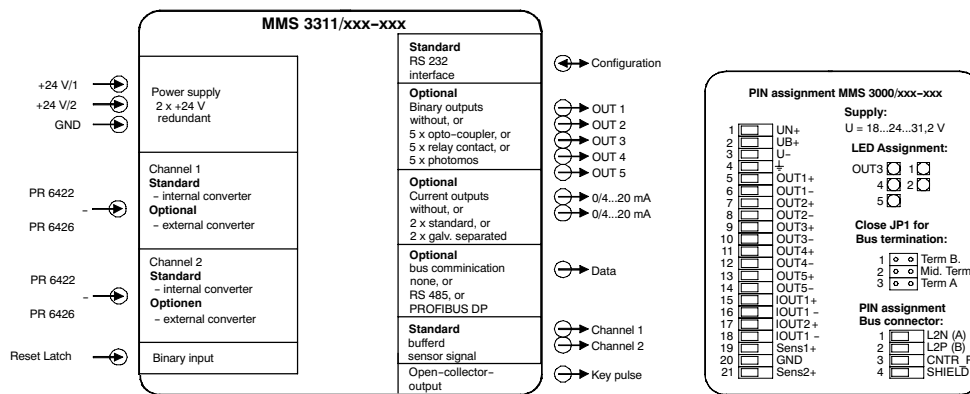 MMS 3311/xxx-xxx
+24 V/1
+24 V/2
GND
Power supply
2 x +24 V
redundant
PR 6422
–
PR 6426
Channel 1
Standard
– internal converter
Optional
– external converter
PR 6422
–
PR 6426
Channel 2
Standard
– internal converter
Optionen
– external converter
Reset Latch
Binary input
Standard
RS 232
interface
Configuration
Optional
Binary outputs
without, or
5 x opto-coupler, or
5 x relay contact, or
5 x photomos
OUT 1
OUT 2
OUT 3
OUT 4
OUT 5
Optional
Current outputs
without, or
2 x standard, or
2 x galv. separated
0/4...20 mA
0/4...20 mA
Optional
bus comminication
none, or
RS 485, or
PROFIBUS DP
Data
Standard
bufferd
sensor signal
Channel 1
Channel 2
Open-collector-
output
Key pulse
PIN assignment MMS 3000/xxx-xxx
1 UN+
2 UB+
3 U-
4
5 OUT1+
6 OUT1-
7 OUT2+
8 OUT2-
9 OUT3+
10 OUT3-
11 OUT4+
12 OUT4-
13 OUT5+
14 OUT5-
15 IOUT1+
16 IOUT1 -
17 IOUT2+
18 IOUT1 -
19 Sens1+
20 GND
21 Sens2+
Supply:
U = 18...24...31,2 V
LED Assignment:
OUT3 1
4 2
5
Close JP1 for
Bus termination:
1 Term B.
2 Mid. Term
3 Term A
PIN assignment
Bus connector:
1 L2N (A)
2 L2P (B)
3 CNTR_P
4 SHIELD